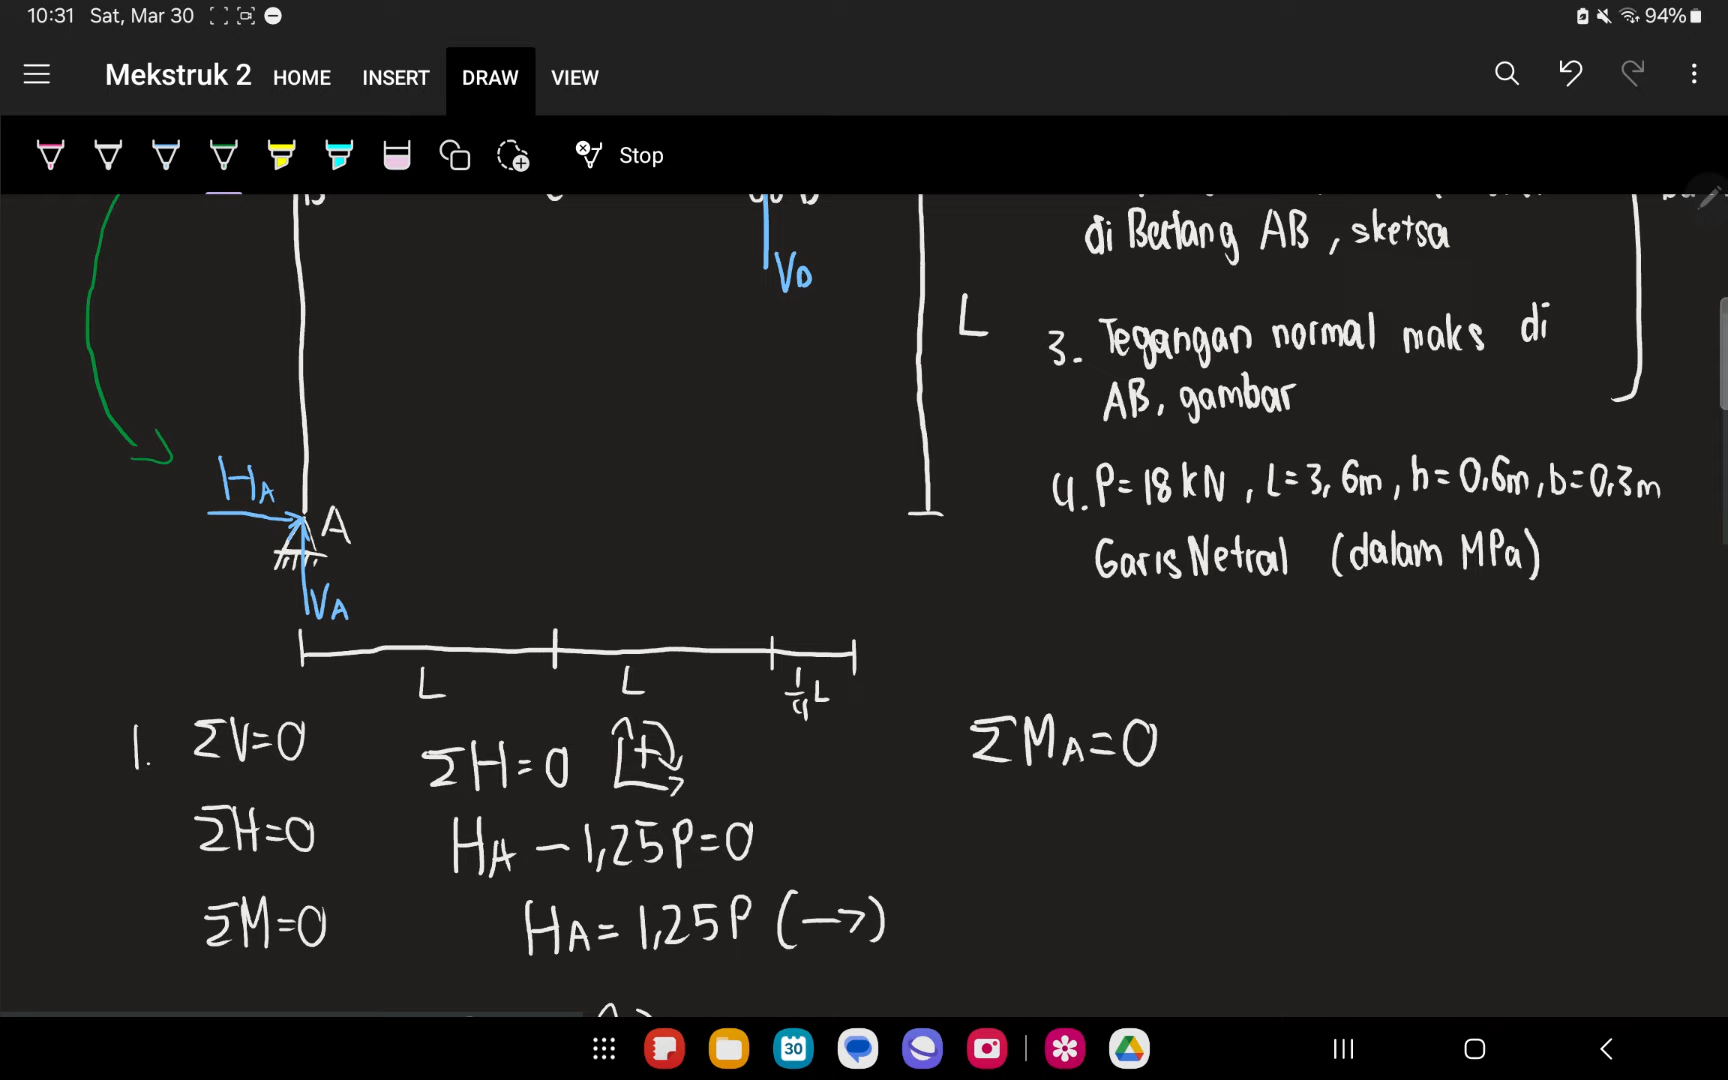 10:31 Sat, Mar 30
94%
Mekstruk 2 HOME INSERT DRAW VIEW
Stop
di Bentang AB, sketsa
VD
L
3. Tegangan normal maks di
AB, gambar
HA
A
4. P=18 kN, L=3,6m, h=0,6m, b=0,3m
Garis Netral (dalam MPa)
VA
L L 1/4 L
1. ΣV=0 ΣH=0 + ΣMA=0
ΣH=0 HA - 1,25P=0
ΣM=0 HA= 1,25P (→)
30